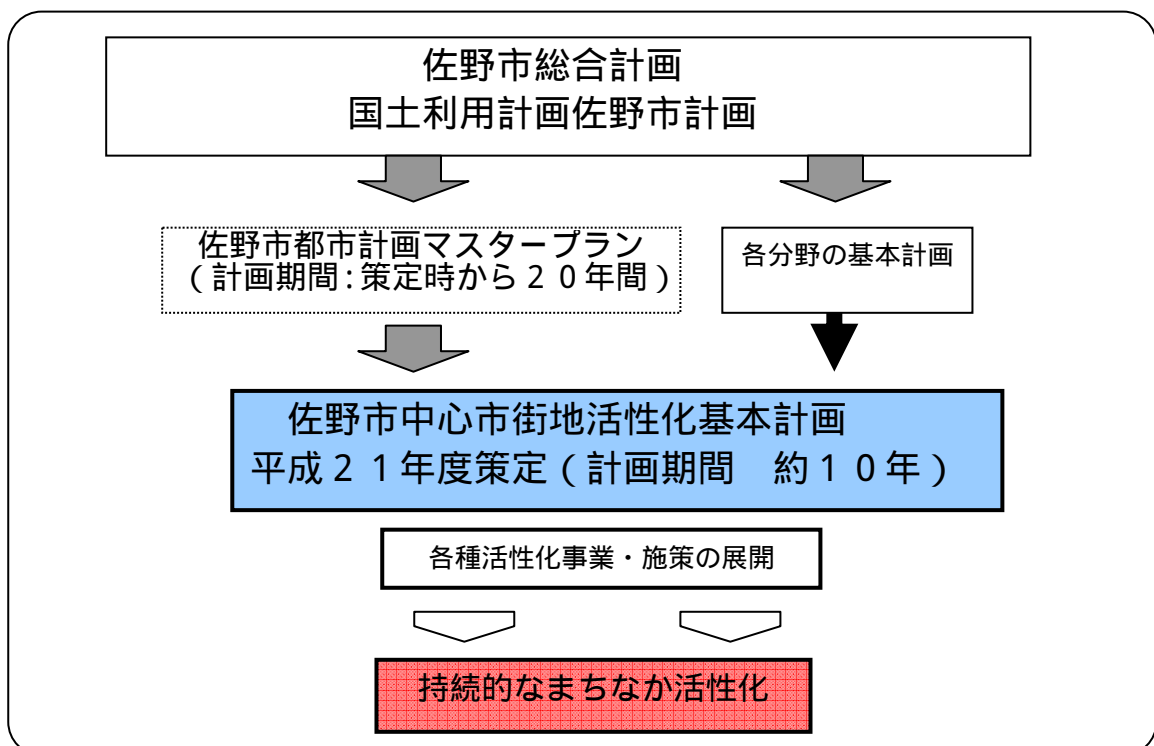 佐野市総合計画
国土利用計画佐野市計画
佐野市都市計画マスタープラン
（計画期間：策定時から２０年間）
各分野の基本計画
佐野市中心市街地活性化基本計画
平成２１年度策定（計画期間　約１０年）
各種活性化事業・施策の展開
持続的なまちなか活性化